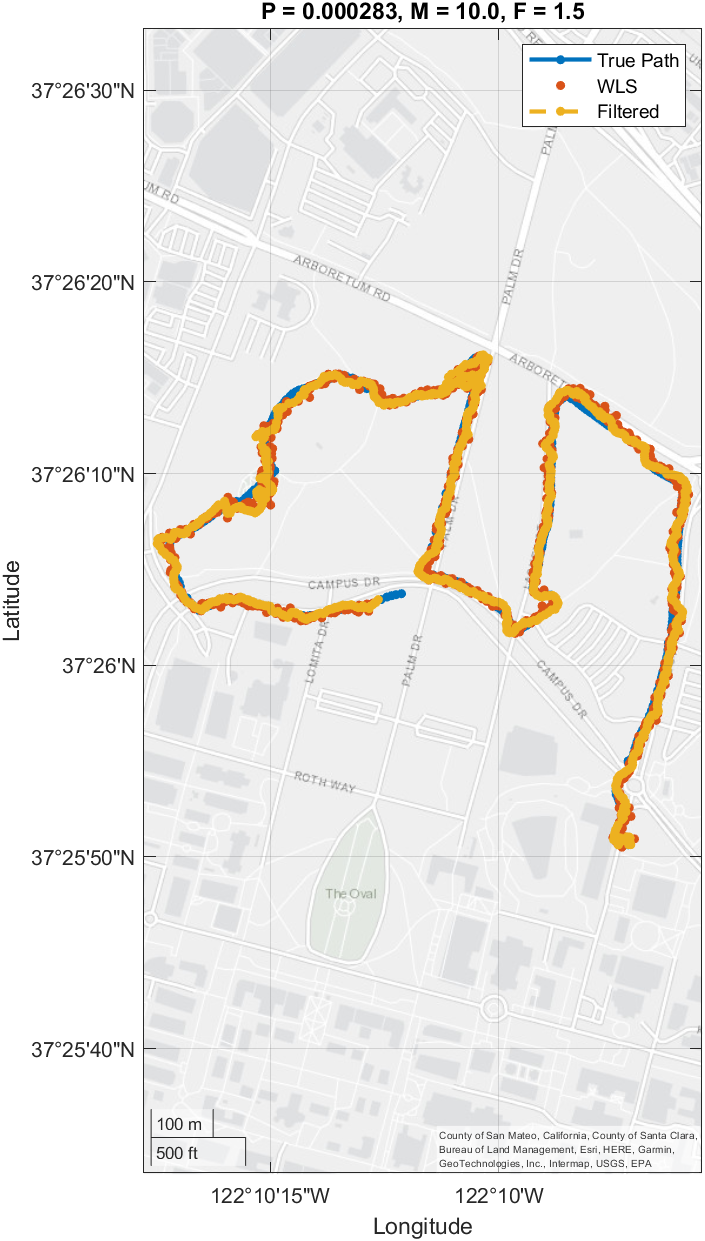 P = 0.000283, M = 10.0, F = 1.5
True Path
WLS
Filtered
37°26'30"N
37°26'20"N
37°26'10"N
37°26'N
37°25'50"N
37°25'40"N
Latitude
UM RD
ARBORETUM RD
PALM DR
ARBORET
PALM DR
CAMPUS DR
LOMITA DR
PALM DR
CAMPUS DR
ROTH WAY
The Oval
100 m
500 ft
County of San Mateo, California, County of Santa Clara,
Bureau of Land Management, Esri, HERE, Garmin,
GeoTechnologies, Inc., Intermap, USGS, EPA
122°10'15"W
122°10'W
Longitude